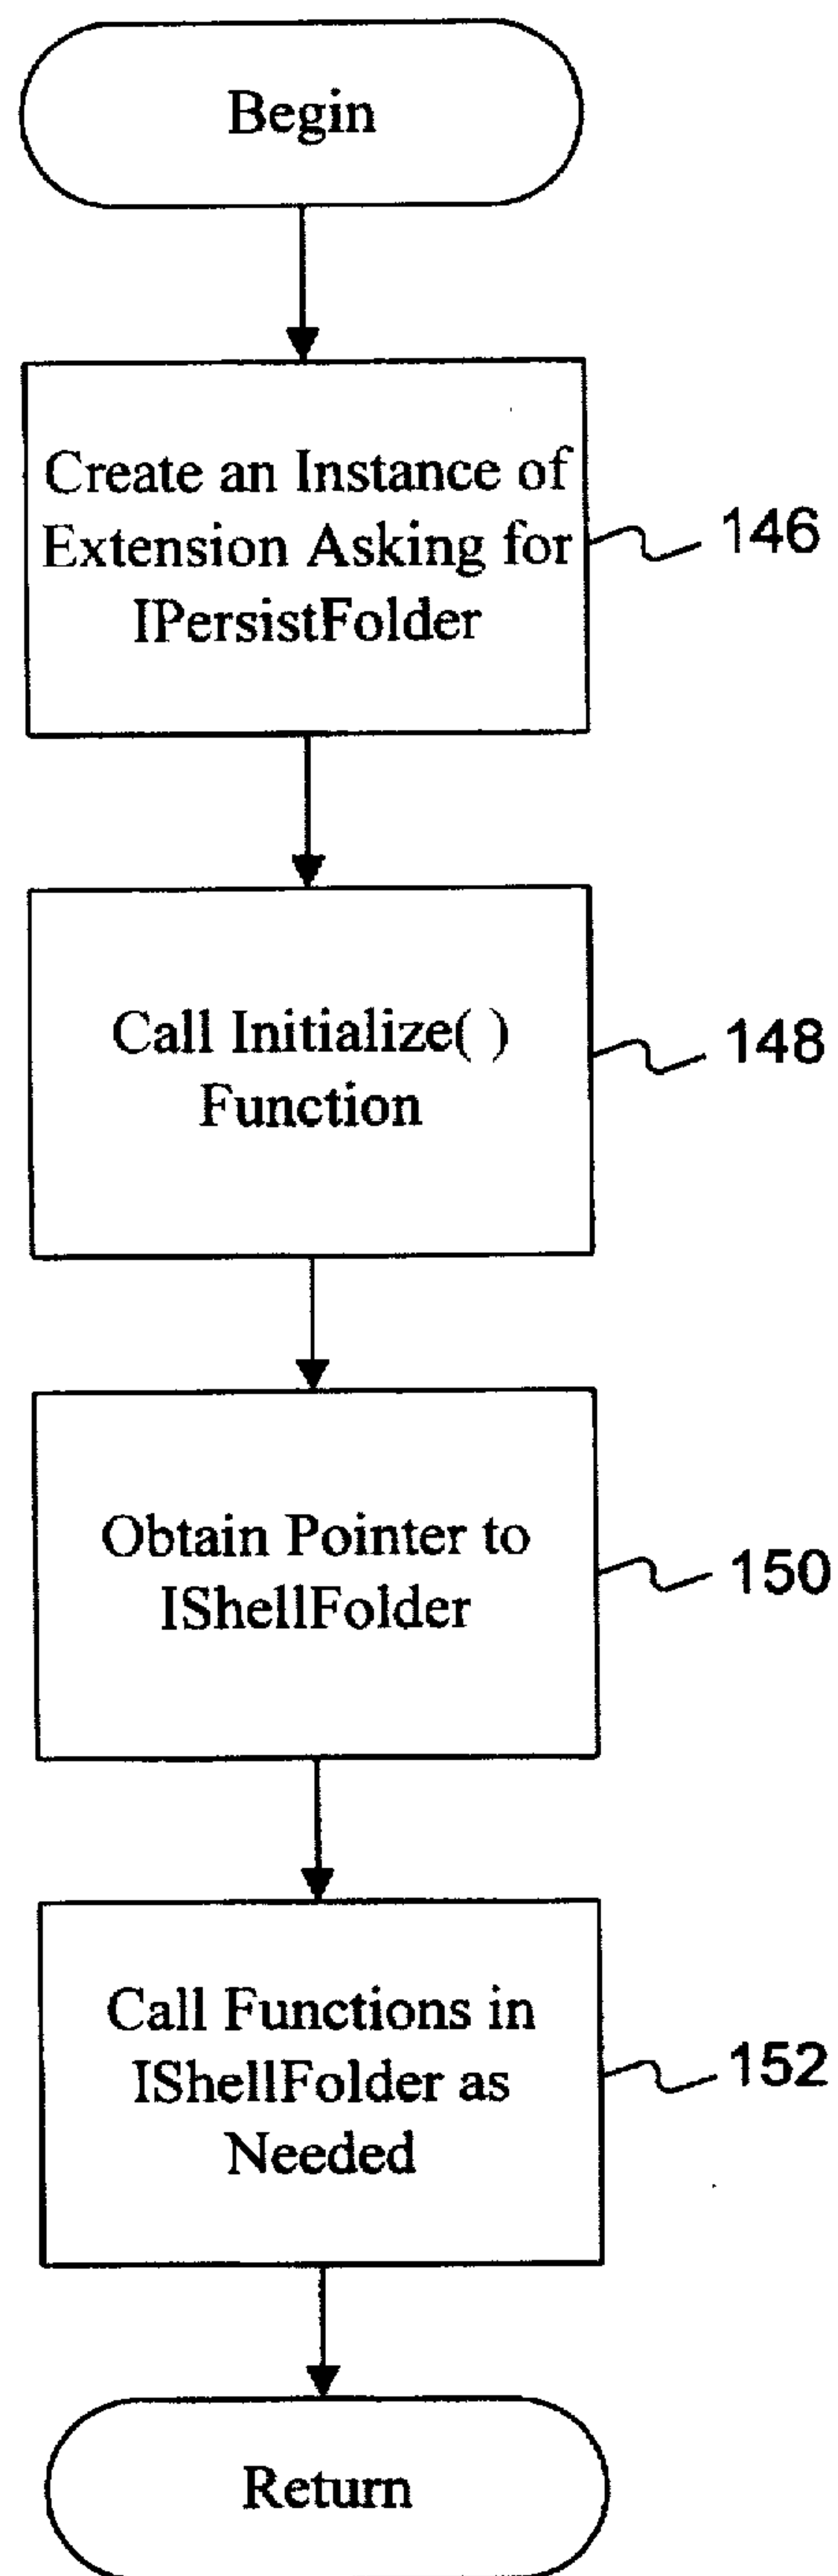 Begin
Create an Instance of
Extension Asking for
IPersistFolder
146
Call Initialize( )
Function
148
Obtain Pointer to
IShellFolder
150
Call Functions in
IShellFolder as
Needed
152
Return